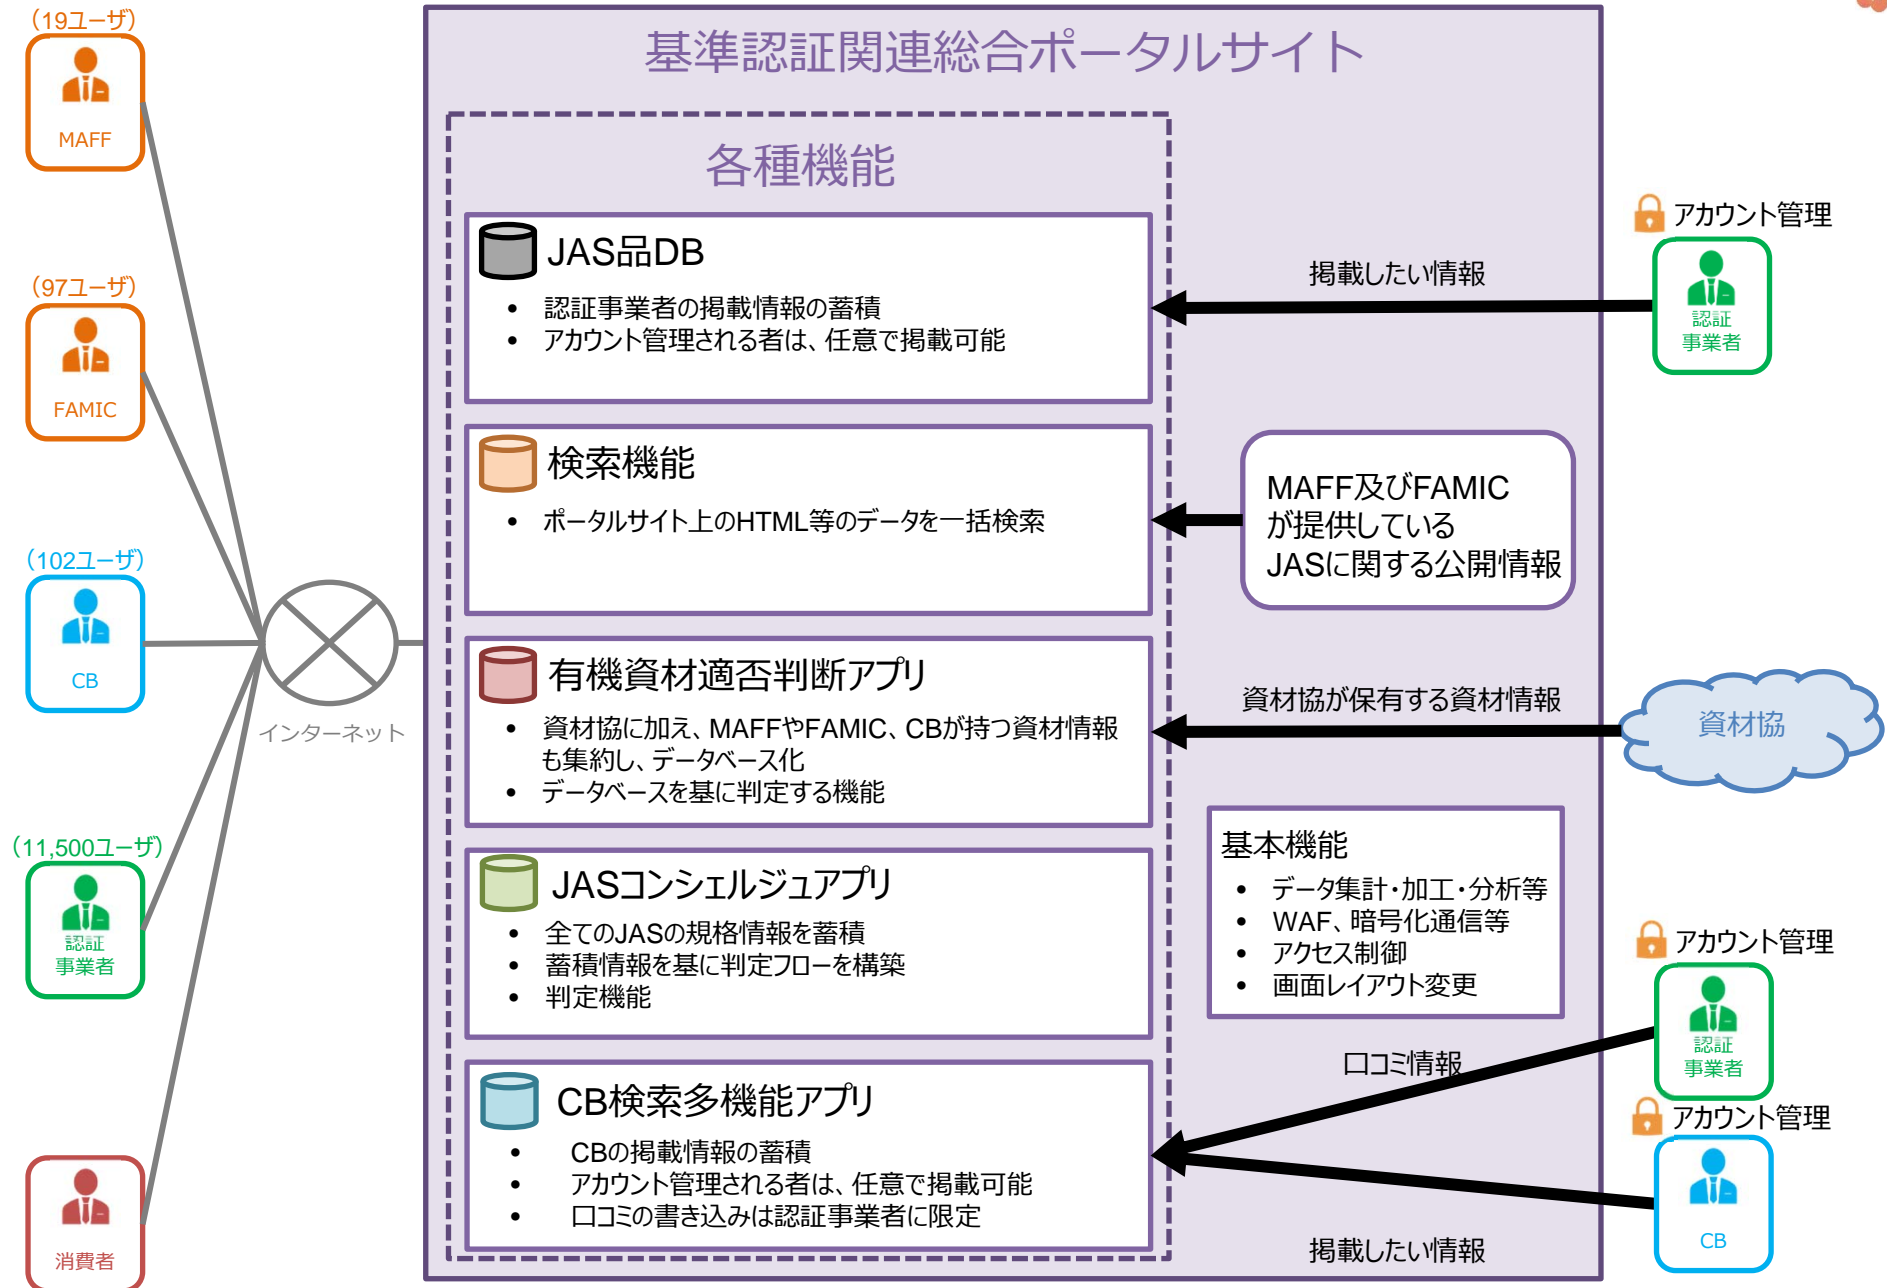 （19ユーザ）
MAFF
（97ユーザ）
FAMIC
（102ユーザ）
CB
（11,500ユーザ）
認証
事業者
消費者
インターネット
基準認証関連総合ポータルサイト
各種機能
JAS品DB
• 認証事業者の掲載情報の蓄積
• アカウント管理される者は、任意で掲載可能
検索機能
• ポータルサイト上のHTML等のデータを一括検索
有機資材適否判断アプリ
• 資材協に加え、MAFFやFAMIC、CBが持つ資材情報
も集約し、データベース化
• データベースを基に判定する機能
JASコンシェルジュアプリ
• 全てのJASの規格情報を蓄積
• 蓄積情報を基に判定フローを構築
• 判定機能
CB検索多機能アプリ
• CBの掲載情報の蓄積
• アカウント管理される者は、任意で掲載可能
• 口コミの書き込みは認証事業者に限定
掲載したい情報
MAFF及びFAMIC
が提供している
JASに関する公開情報
資材協が保有する資材情報
基本機能
• データ集計・加工・分析等
• WAF、暗号化通信等
• アクセス制御
• 画面レイアウト変更
口コミ情報
掲載したい情報
アカウント管理
認証
事業者
資材協
アカウント管理
認証
事業者
アカウント管理
CB